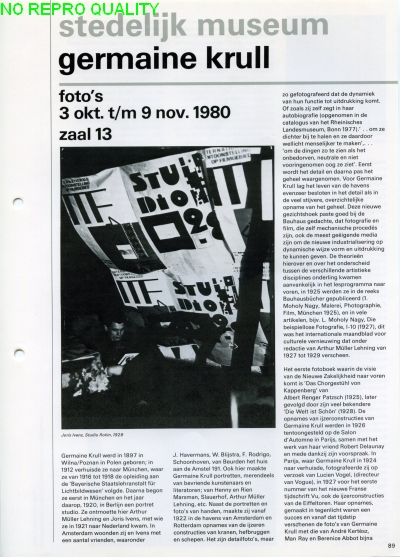 NO REPRO QUALITY
stedelijk museum
germaine krull
foto's
3 okt. t/m 9 nov. 1980
zaal 13
Joris Ivens, Studio Rolen, 1928
Germaine Krull werd in 1897 in
Wilna/Poznan in Polen geboren; in
1912 verhuisde ze naar München, waar
ze van 1916 tot 1918 de opleiding aan
de 'Bayerische Staatslehranstalt für
Lichtbildwesen' volgde. Daarna begon
ze eerst in München en het jaar
daarop, 1920, in Berlijn een portret
studio. Ze ontmoette hier Arthur
Müller Lehning en Joris Ivens, met wie
ze in 1921 naar Nederland kwam. In
Amsterdam woonden zij en Ivens met
een aantal vrienden, waaronder
J. Havermans, W. Blijstra, F. Rodrigo,
Schoonhoven, van Beurden het huis
aan de Amstel 191. Ook hier maakte
Germaine Krull portretten, merendeels
van bekende kunstenaars en
literatoren: van Henny en Rien
Marsman, Slauerhof, Arthur Müller
Lehning, etc. Naast de portretten en
foto's van handen, maakte zij vanaf
1922 in de havens van Amsterdam en
Rotterdam opnames van de ijzeren
constructies van kranen, hefbruggen
en schepen. Het zijn detailfoto's, maar
zo gefotografeerd dat de dynamiek
van hun functie tot uitdrukking komt.
Of zoals zij zelf zegt in haar
autobiografie (opgenomen in de
catalogus van het Rheinisches
Landesmuseum, Bonn 1977),' . . om ze
dichter bij te halen en ze daardoor
wellicht menselijker te maken', . .
'om de dingen zo te zien als het
onbedorven, neutrale en niet
vooringenomen oog ze ziet'. Eerst
wordt het detail en daarna pas het
geheel waargenomen. Voor Germaine
Krull lag het leven van de havens
evenzeer besloten in het detail als in
de veel stijvere, overzichtelijke
opname van het geheel. Deze nieuwe
gezichtshoek paste goed bij de
Bauhaus gedachte, dat fotografie en
film, die zelf mechanische procedés
zijn, ook de meest geëigende media
zijn om de nieuwe industrialisering op
dynamische wijze vorm en uitdrukking
te kunnen geven. De theorieën
hierover en over het onderscheid
tussen de verschillende artistieke
disciplines onderling kwamen
aanvankelijk in het lesprogramma naar
voren, in 1925 werden ze in de reeks
Bauhausbücher gepubliceerd (1.
Moholy Nagy, Malerei, Photographie,
Film, München 1925), en in vele
artikelen, bijv. L. Moholy Nagy, Die
beispiellose Fotografie, i-10 (1927), dit
was het internationale maandblad voor
culturele vernieuwing dat onder
redactie van Arthur Müller Lehning van
1927 tot 1929 verscheen.
Het eerste fotoboek waarin de visie
van de Nieuwe Zakelijkheid naar voren
komt is 'Das Chorgestühl von
Kappenberg' van
Albert Renger Patzsch (1925), later
gevolgd door zijn veel bekendere
'Die Welt ist Schön' (1928). De
opnames van ijzerconstructies van
Germaine Krull werden in 1926
tentoongesteld op de Salon
d'Automne in Parijs, samen met het
werk van haar vriend Robert Delaunay
en mede dankzij zijn voorspraak. In
Parijs, waar Germaine Krull in 1924
naar verhuisde, fotografeerde zij op
verzoek van Lucien Vogel, (directeur
van Vogue), in 1927 voor het eerste
nummer van het nieuwe Franse
tijdschrift Vu, ook de ijzerconstructies
van de Eiffeltoren. Haar opnames,
gemaakt in tegenlicht waren een
succes en vanaf dat tijdstip
verschenen de foto's van Germaine
Krull met die van André Kertész,
Man Ray en Berenice Abbot bijna
89